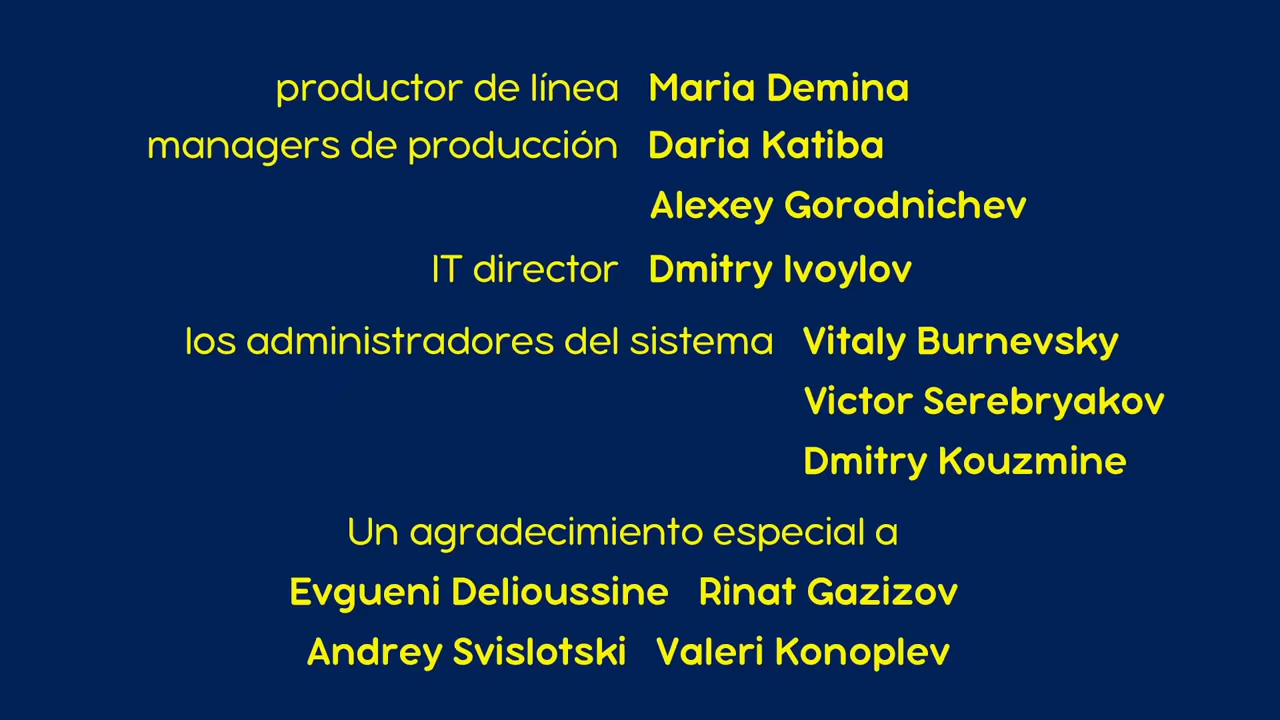 productor de línea Maria Demina
managers de producción Daria Katiba
Alexey Gorodnichev
IT director Dmitry Ivoylov
los administradores del sistema Vitaly Burnevsky
Victor Serebryakov
Dmitry Kouzmine
Un agradecimiento especial a
Evgueni Delioussine Rinat Gazizov
Andrey Svislotski Valeri Konoplev